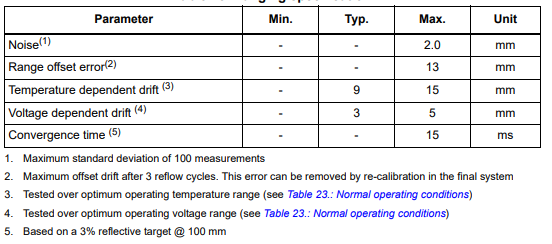 Parameter Min. Typ. Max. Unit
Noise(1) - - 2.0 mm
Range offset error(2) - - 13 mm
Temperature dependent drift (3) - 9 15 mm
Voltage dependent drift (4) - 3 5 mm
Convergence time (5) - - 15 ms
1. Maximum standard deviation of 100 measurements
2. Maximum offset drift after 3 reflow cycles. This error can be removed by re-calibration in the final system
3. Tested over optimum operating temperature range (see Table 23.: Normal operating conditions)
4. Tested over optimum operating voltage range (see Table 23.: Normal operating conditions)
5. Based on a 3% reflective target @ 100 mm